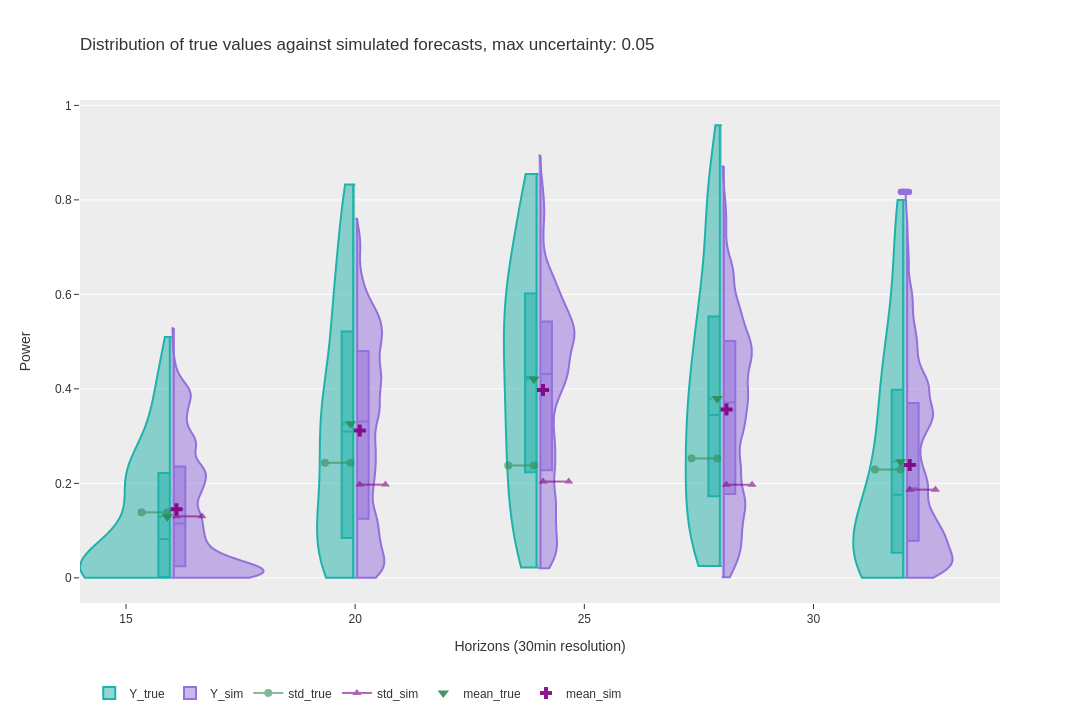 Distribution of true values against simulated forecasts, max uncertainty: 0.05
1
0.8
0.6
0.4
0.2
0
Power
15 20 25 30
Horizons (30min resolution)
Y_true Y_sim std_true std_sim mean_true mean_sim